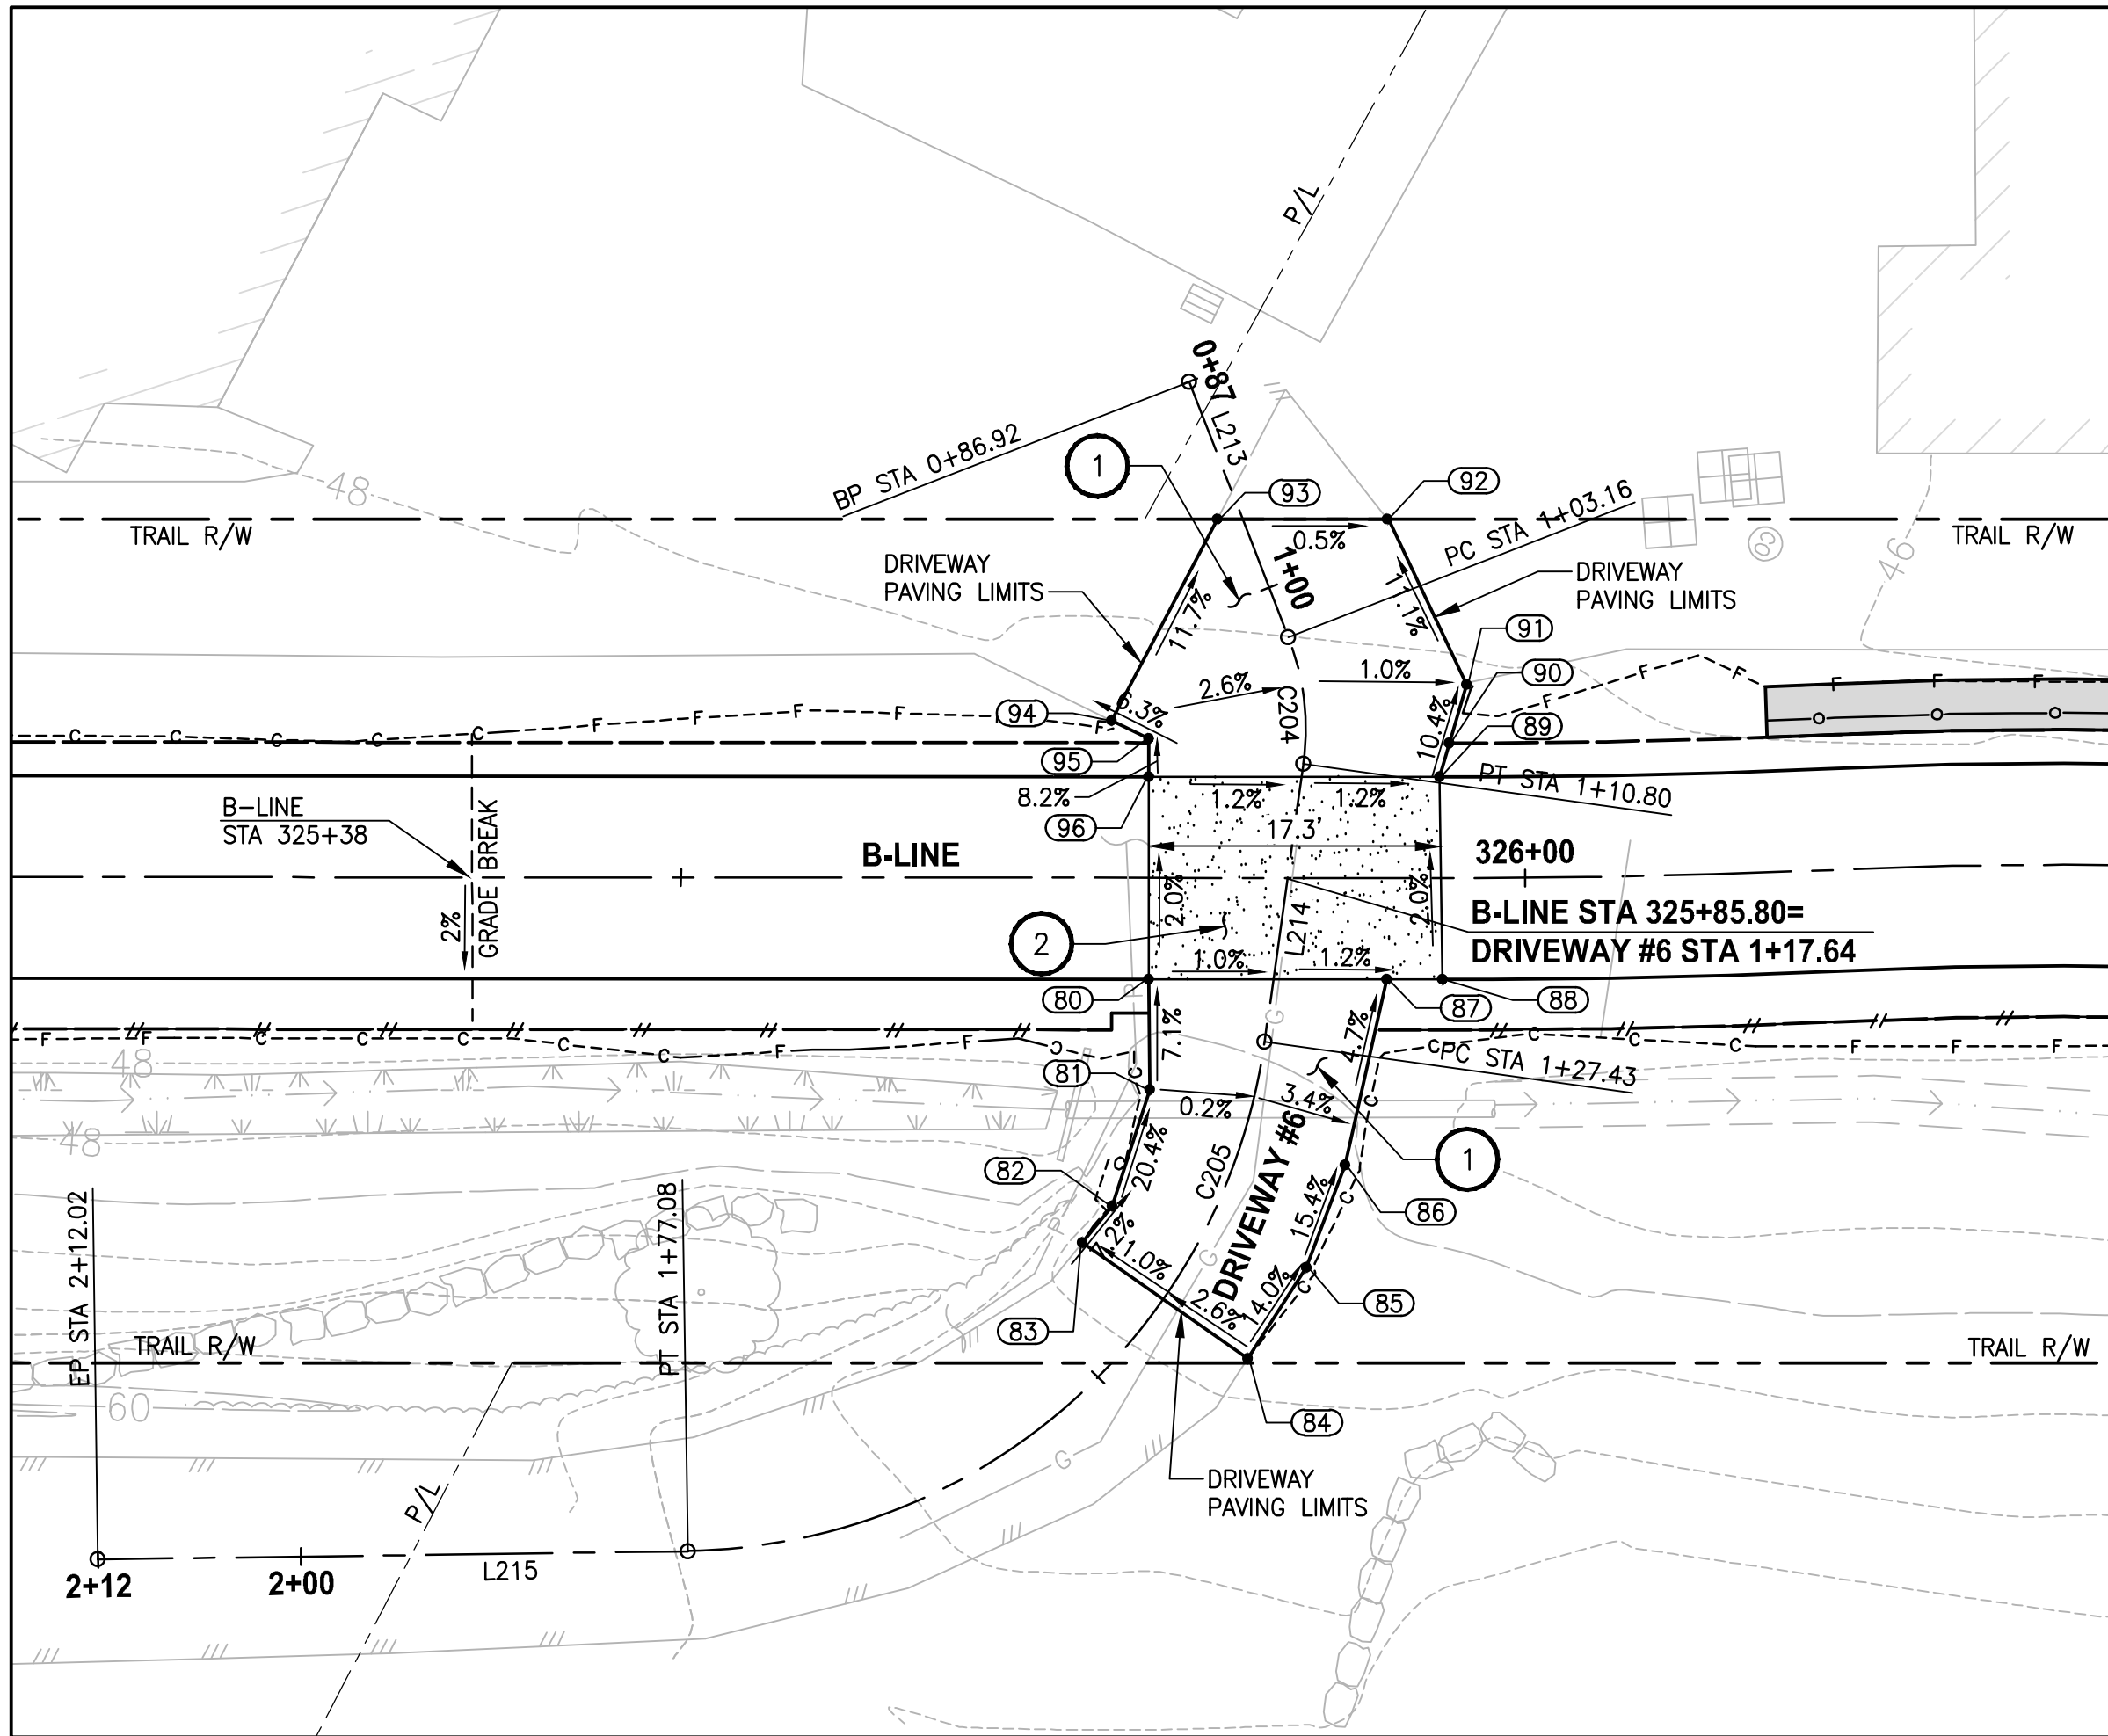 P/L
0+87
L213
BP STA 0+86.92
1
93
92
48
TRAIL R/W
0.5%
PC STA 1+03.16
TRAIL R/W
46
DRIVEWAY
PAVING LIMITS
1+00
11.1%
DRIVEWAY
PAVING LIMITS
11.7%
91
90
1.0%
2.6%
C204
6.3%
94
10.4%
89
F F F F F
F F F F F
C C C C C
95
8.2%
PT STA 1+10.80
1.2%
1.2%
96
17.3'
B-LINE
STA 325+38
GRADE BREAK
2%
B-LINE
326+00
2.0%
2.0%
L214
B-LINE STA 325+85.80=
DRIVEWAY #6 STA 1+17.64
2
1.0%
1.2%
80
87
88
7.1%
4.7%
G
F F C C C C F F C
C PC STA 1+27.43
C C F F F
48
81
C
0.2%
3.4%
C
48
82
20.4%
C205
DRIVEWAY #6
1
15.4%
C
86
EP STA 2+12.02
PT STA 1+77.08
7.2%
1.0%
G
2.6%
14.0%
C
85
83
TRAIL R/W
TRAIL R/W
60
84
G
DRIVEWAY
PAVING LIMITS
P/L
2+12
2+00
L215